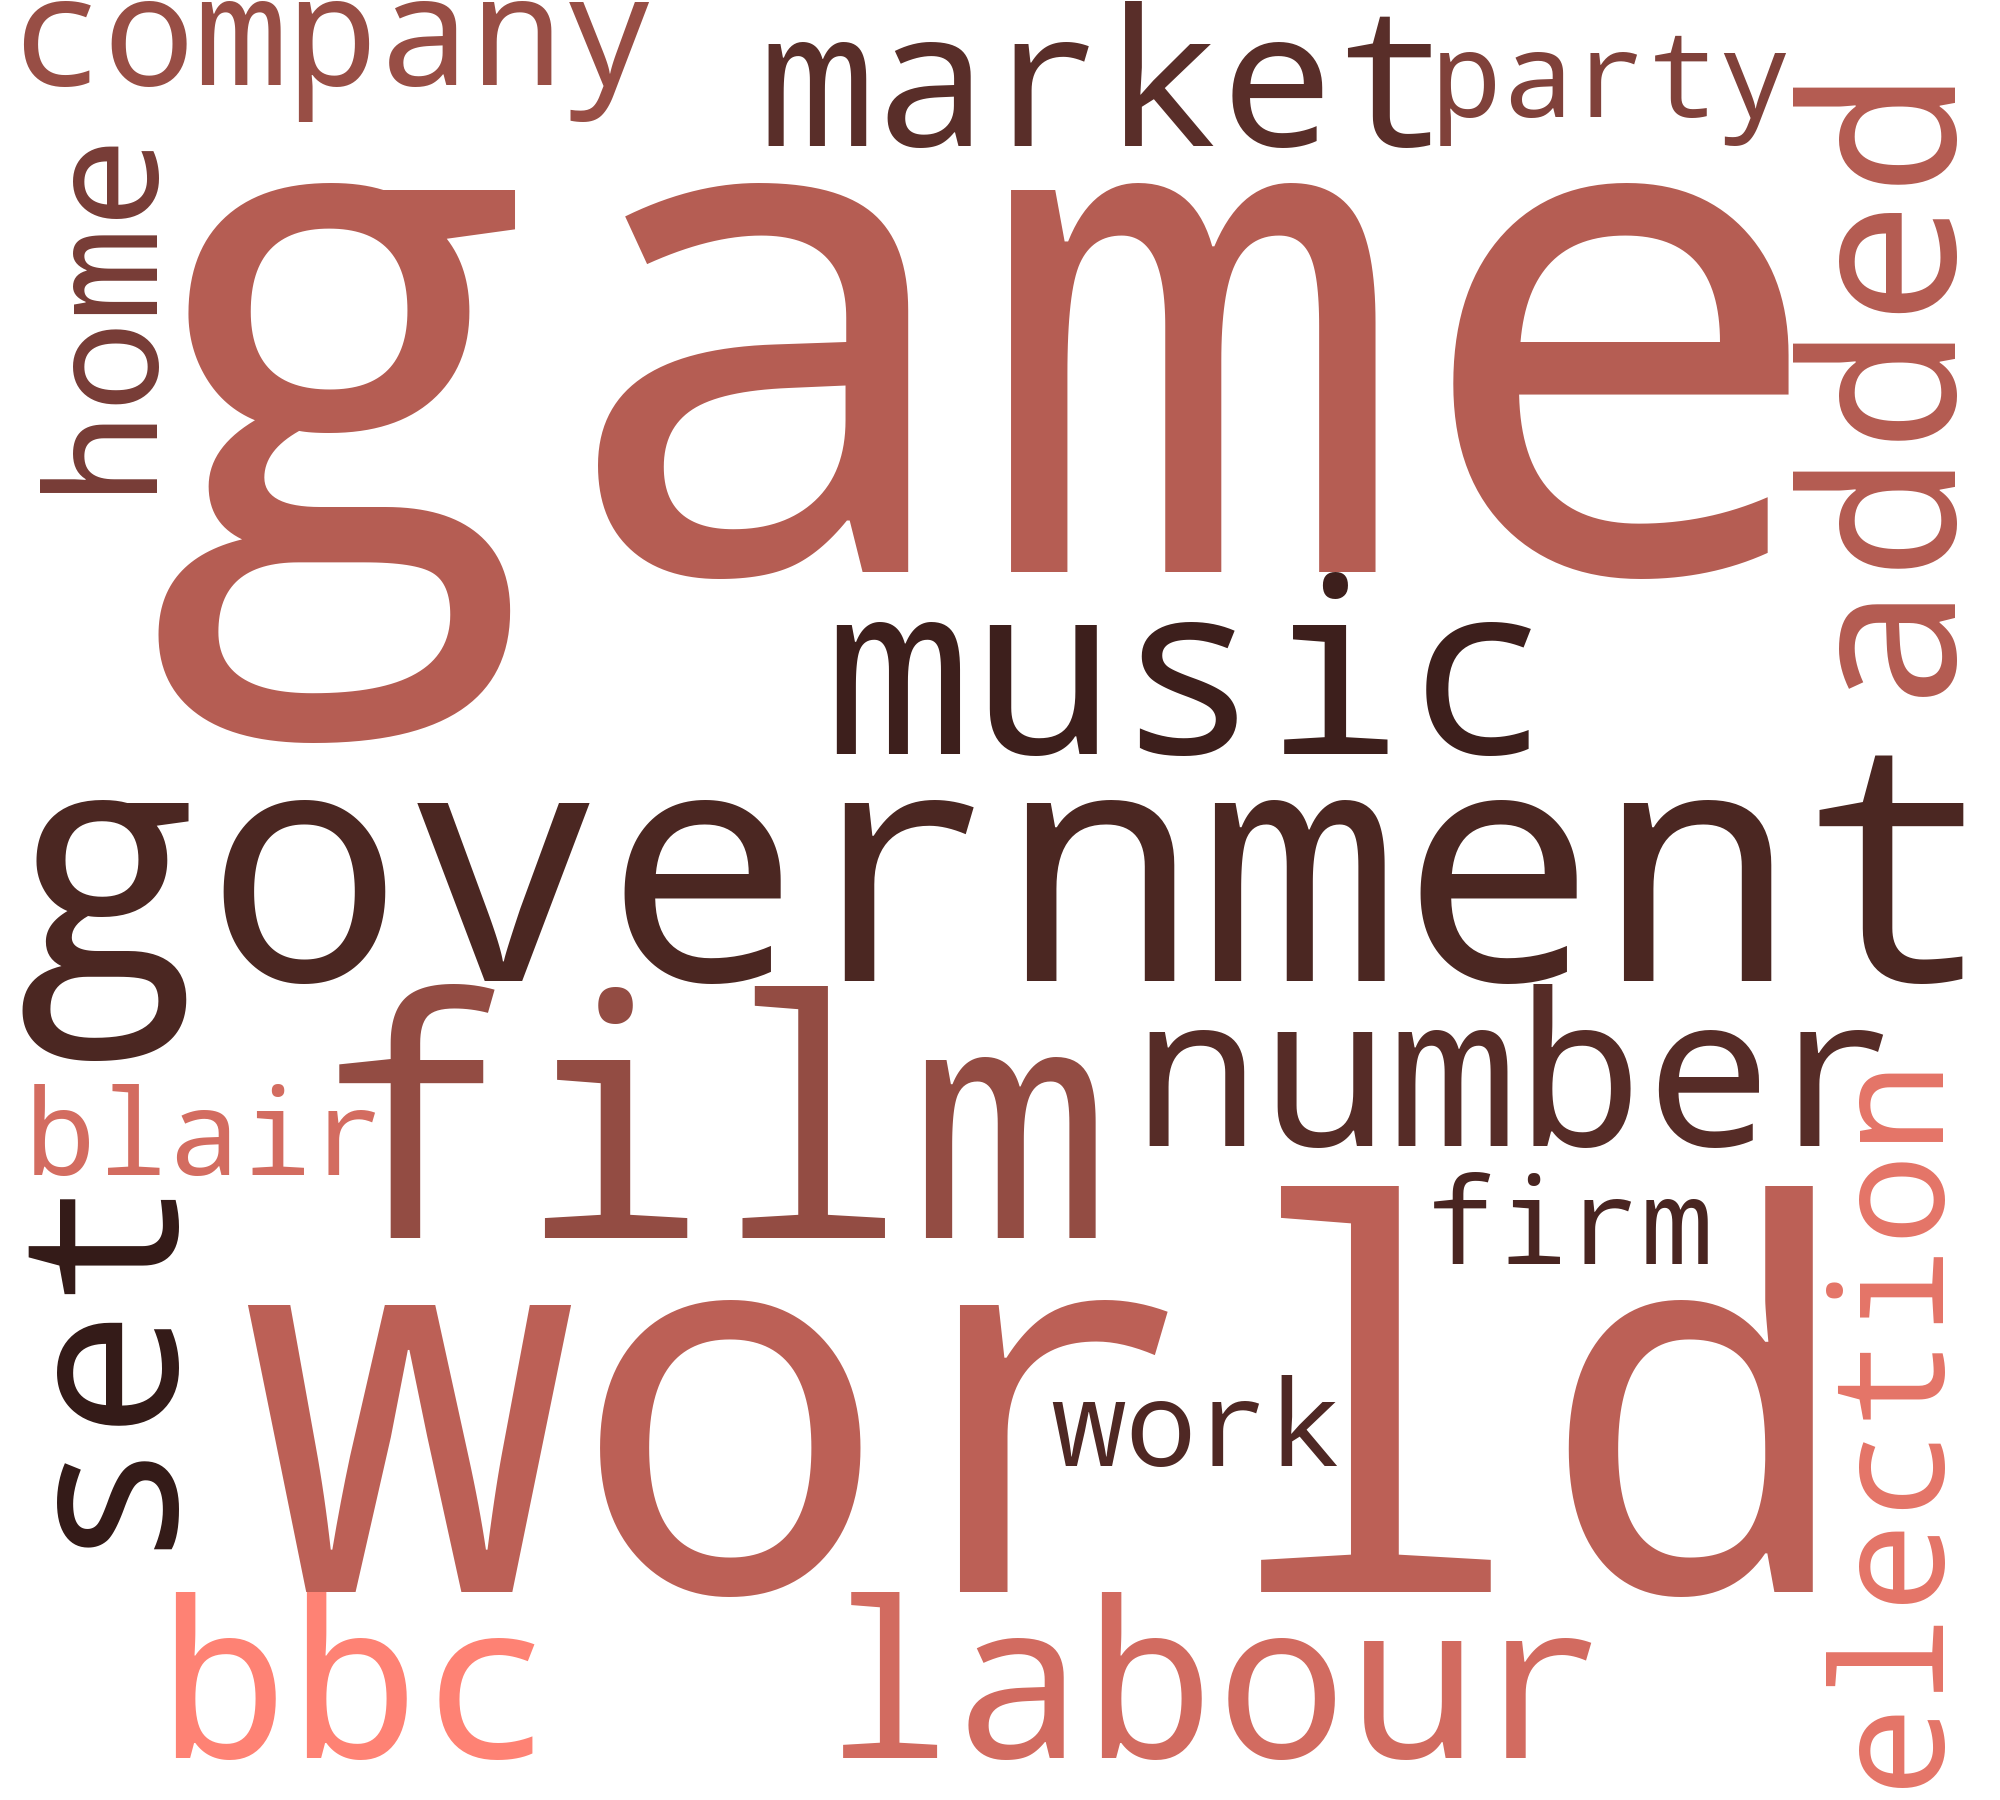 company
market
party
home
game
added
music
government
film
number
blair
set
firm
world
work
election
bbc
labour